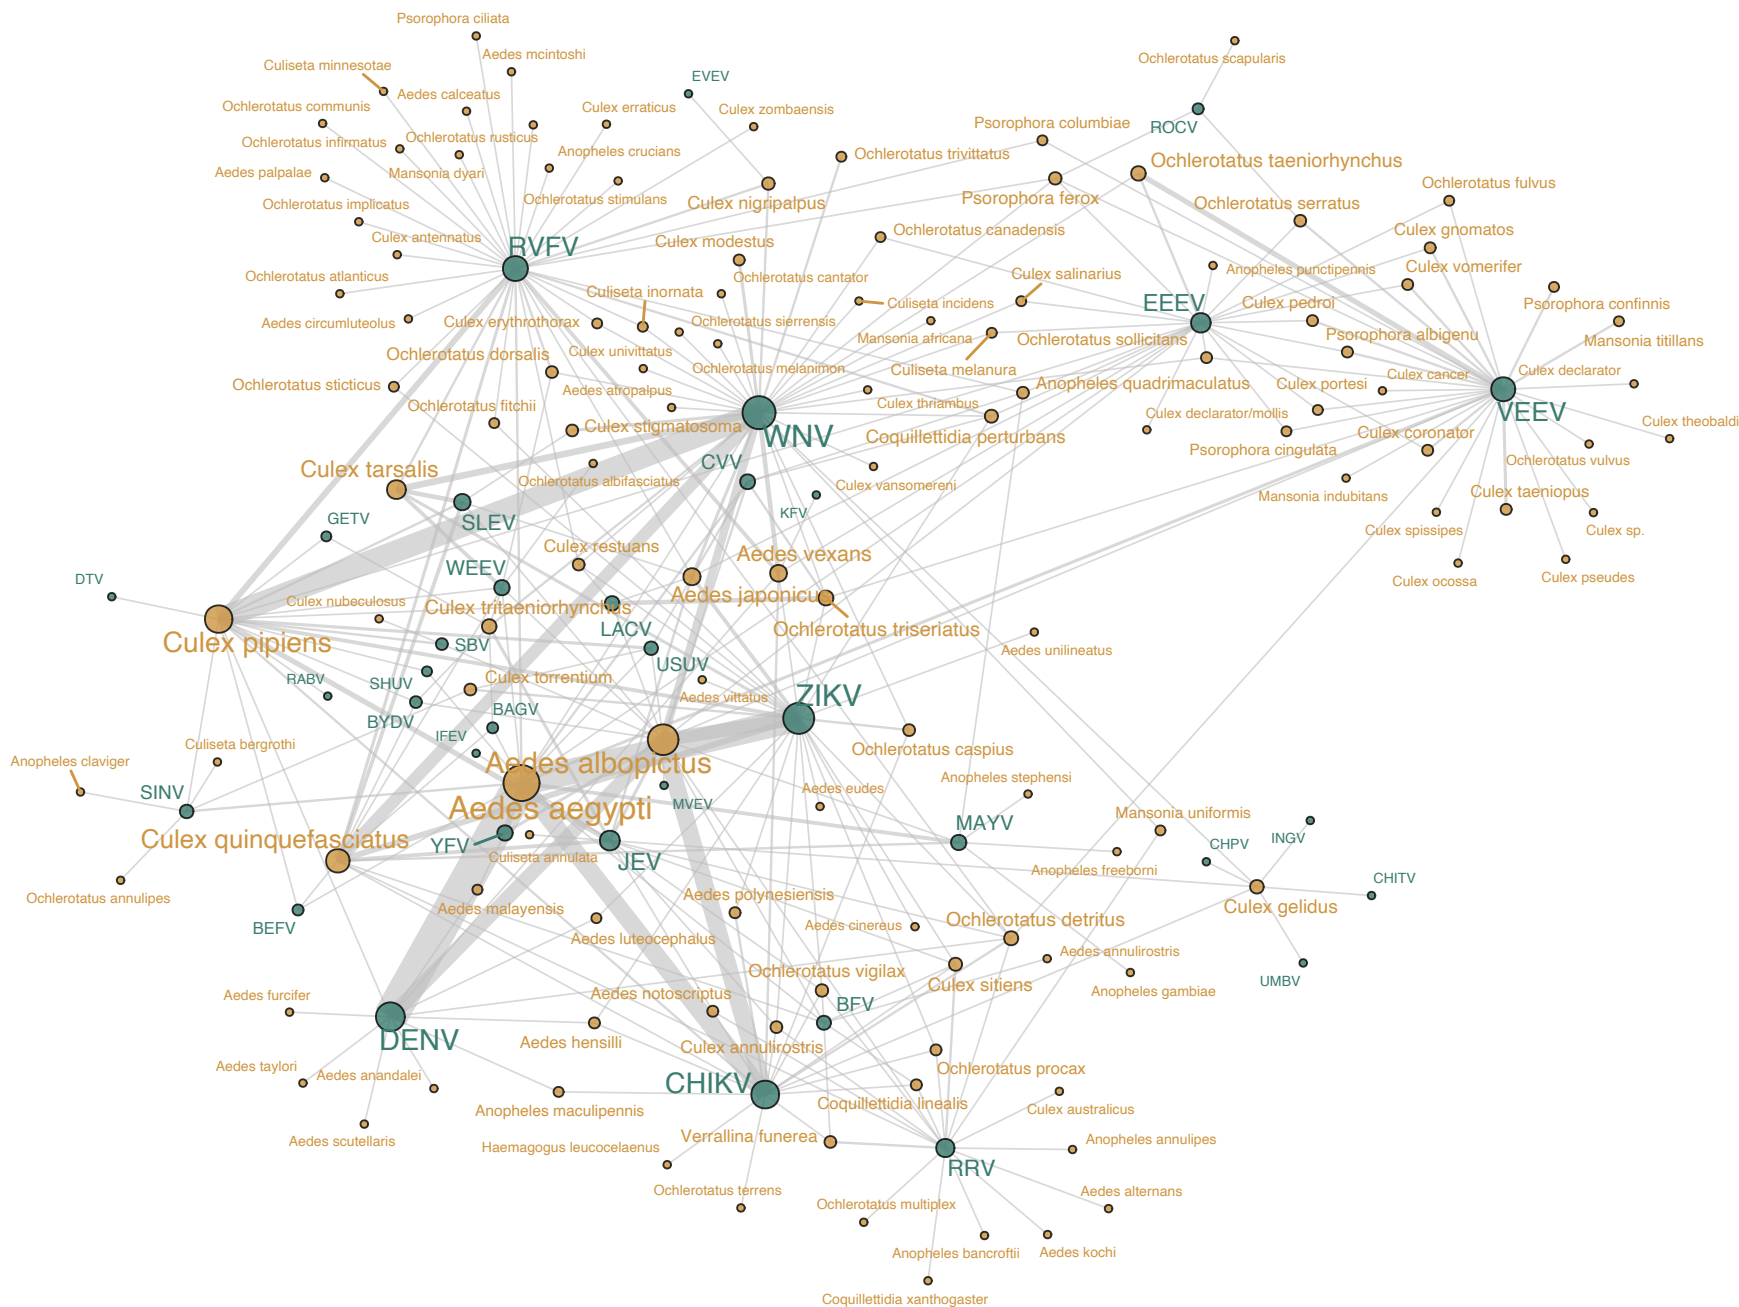 Psorophora ciliata
Aedes mcintoshi
Culiseta minnesotae
Ochlerotatus scapularis
EVEV
Aedes calceatus
Ochlerotatus communis
Culex erraticus
Culex zombaensis
Psorophora columbiae
ROCV
Ochlerotatus rusticus
Ochlerotatus infirmatus
Anopheles crucians
Ochlerotatus trivittatus
Ochlerotatus taeniorhynchus
Aedes palpalae
Mansonia dyari
Ochlerotatus fulvus
Ochlerotatus stimulans
Culex nigripalpus
Psorophora ferox
Ochlerotatus serratus
Ochlerotatus implicatus
Culex antennatus
RVFV
Culex modestus
Ochlerotatus canadensis
Culex gnomatos
Ochlerotatus atlanticus
Ochlerotatus cantator
Culex salinarius
Anopheles punctipennis
Culex vomerifer
Culiseta inornata
Culiseta incidens
EEEV
Culex pedroi
Psorophora confinnis
Aedes circumluteolus
Culex erythrothorax
Ochlerotatus sierrensis
Mansonia africana
Ochlerotatus sollicitans
Psorophora albigenu
Mansonia titillans
Ochlerotatus dorsalis
Culex univittatus
Ochlerotatus melanimon
Culiseta melanura
Culex cancer
Culex declarator
Ochlerotatus sticticus
Aedes atropalpus
Anopheles quadrimaculatus
Culex portesi
Ochlerotatus fitchii
Culex thriambus
Culex declarator/mollis
VEEV
Culex theobaldi
Culex stigmatosoma
WNV
Coquillettidia perturbans
Culex coronator
Psorophora cingulata
Ochlerotatus vulvus
Culex tarsalis
CVV
Ochlerotatus albifasciatus
Culex vansomereni
Mansonia indubitans
Culex taeniopus
GETV
SLEV
KFV
Culex spissipes
Culex sp.
Culex restuans
Aedes vexans
DTV
WEEV
Culex ocossa
Culex pseudes
Culex nubeculosus
Culex tritaeniorhynchus
Aedes japonicus
LACV
Ochlerotatus triseriatus
Culex pipiens
SBV
Aedes unilineatus
USUV
RABV
SHUV
Culex torrentium
Aedes vittatus
ZIKV
BYDV
BAGV
IFEV
Culiseta bergrothi
Ochlerotatus caspius
Anopheles claviger
Aedes albopictus
Anopheles stephensi
SINV
Aedes eudes
Aedes aegypti
MVEV
Mansonia uniformis
MAYV
CHPV
INGV
Culex quinquefasciatus
YFV
Culiseta annulata
JEV
Anopheles freeborni
CHITV
Ochlerotatus annulipes
Aedes polynesiensis
Culex gelidus
Aedes malayensis
Aedes cinereus
Ochlerotatus detritus
BEFV
Aedes luteocephalus
Aedes annulirostris
Ochlerotatus vigilax
Culex sitiens
Anopheles gambiae
UMBV
Aedes furcifer
Aedes notoscriptus
BFV
DENV
Aedes hensilli
Culex annulirostris
Aedes taylori
Aedes anandalei
CHIKV
Ochlerotatus procax
Anopheles maculipennis
Coquillettidia linealis
Culex australicus
Aedes scutellaris
Haemagogus leucocelaenus
Verrallina funerea
Anopheles annulipes
RRV
Ochlerotatus terrens
Ochlerotatus multiplex
Aedes alternans
Anopheles bancroftii
Aedes kochi
Coquillettidia xanthogaster